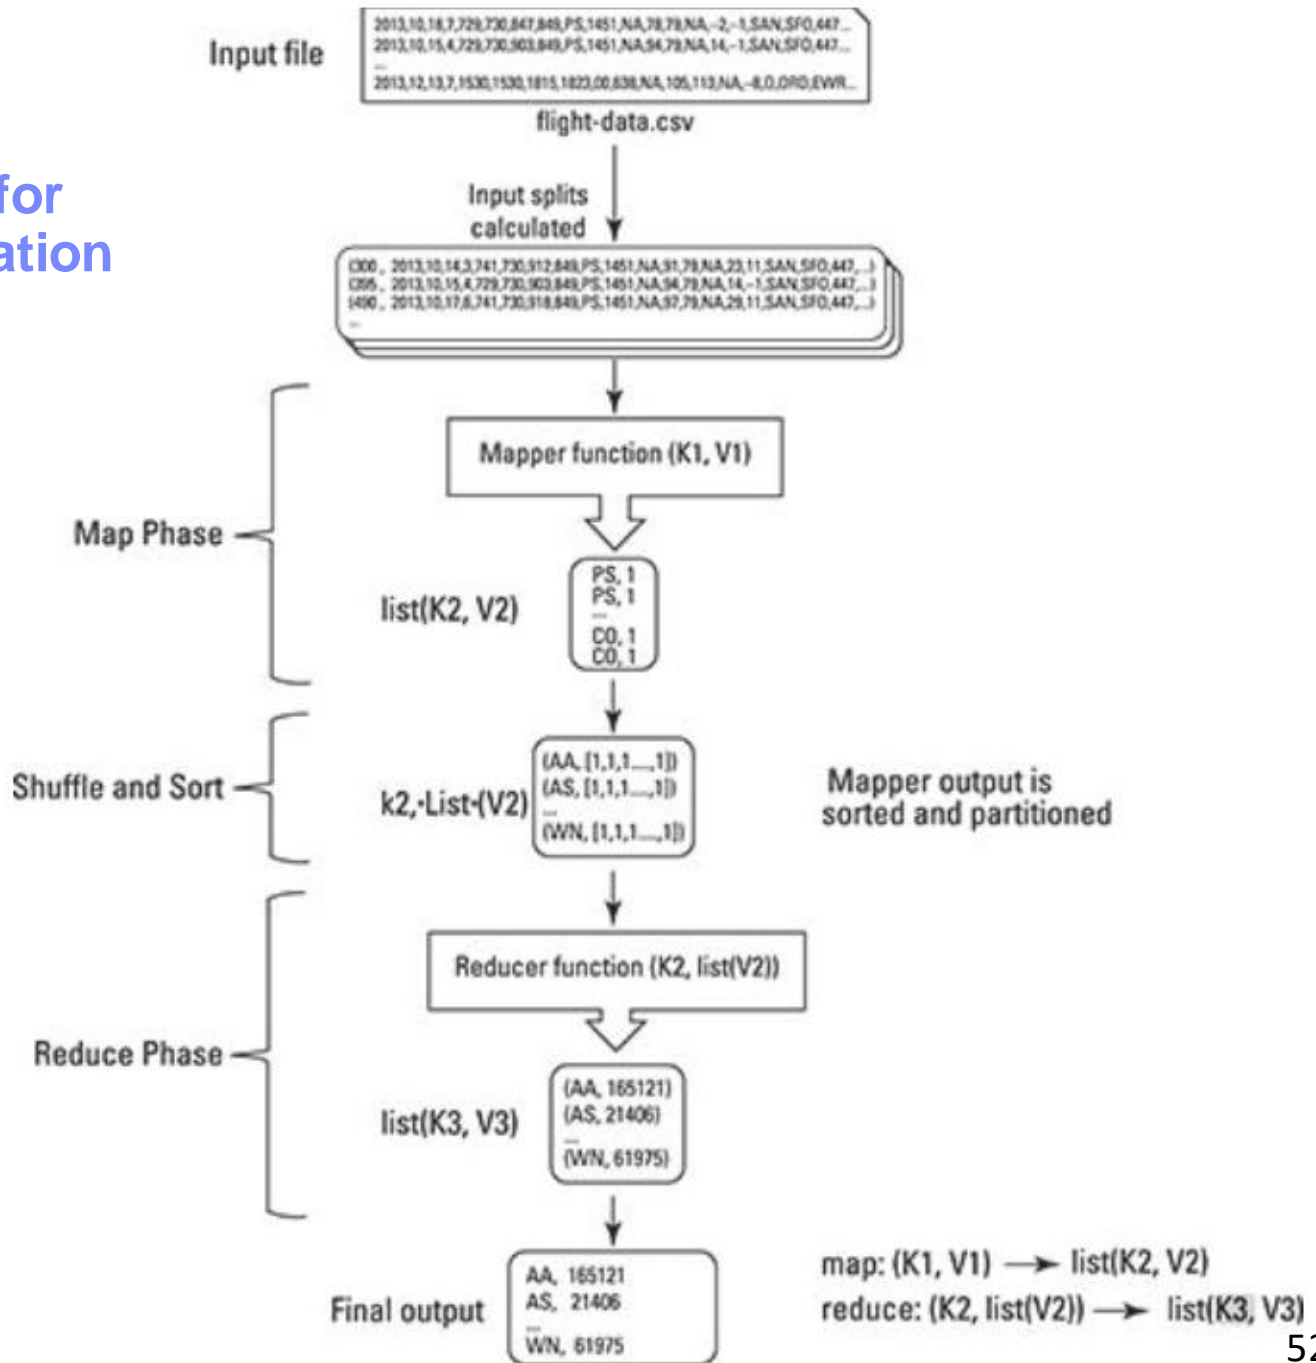 2013,10,18,7,729,730,847,849,PS,1451,NA,78,79,NA,-2,-1,SAN,SFO,447...
2013,10,15,4,729,730,903,849,PS,1451,NA,94,79,NA,14,-1,SAN,SFO,447...
...
2013,12,13,7,1530,1530,1815,1823,00,638,NA,105,113,NA,-8,0,ORD,EWR...
Input file
flight-data.csv
for
ation
Input splits
calculated
(300, 2013,10,14,3,741,730,912,849,PS,1451,NA,91,79,NA,23,11,SAN,SFO,447,...)
(395, 2013,10,15,4,729,730,903,849,PS,1451,NA,94,79,NA,14,-1,SAN,SFO,447,...)
(490, 2013,10,17,6,741,730,918,849,PS,1451,NA,97,79,NA,29,11,SAN,SFO,447,...)
...
Mapper function (K1, V1)
Map Phase
list(K2, V2)
PS, 1
PS, 1
...
CO, 1
CO, 1
Shuffle and Sort
k2,·List·(V2)
(AA, [1,1,1...,1])
(AS, [1,1,1...,1])
...
(WN, [1,1,1...,1])
Mapper output is
sorted and partitioned
Reducer function (K2, list(V2))
Reduce Phase
list(K3, V3)
(AA, 165121)
(AS, 21406)
...
(WN, 61975)
Final output
AA, 165121
AS, 21406
...
WN, 61975
map: (K1, V1) → list(K2, V2)
reduce: (K2, list(V2)) → list(K3, V3)
52